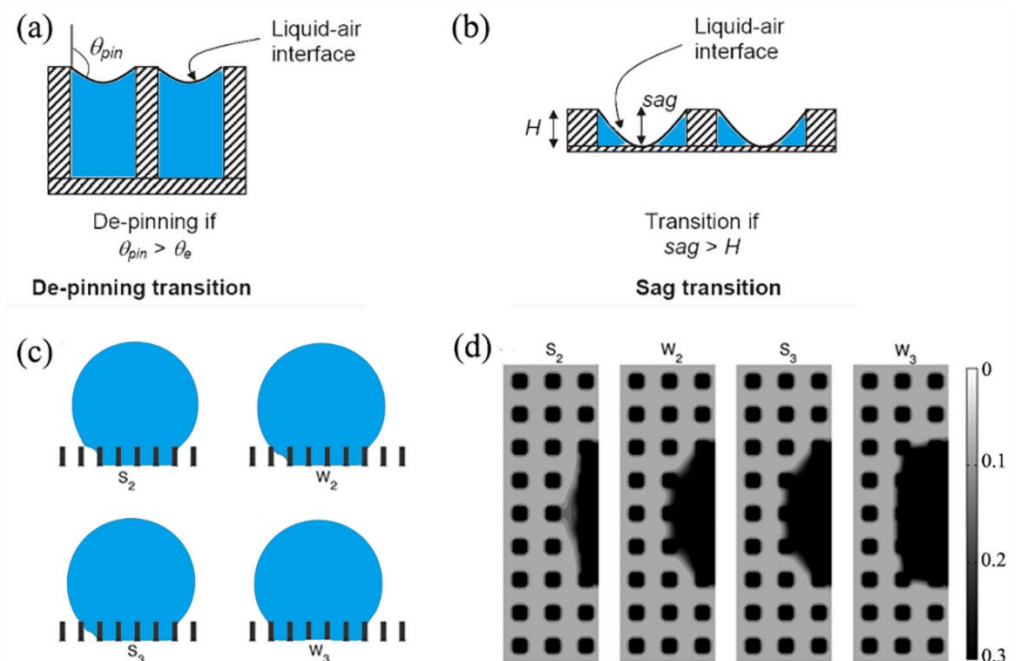 (a)
θpin
Liquid-air
interface
De-pinning if
θpin > θe
De-pinning transition
(b)
Liquid-air
interface
H
sag
Transition if
sag > H
Sag transition
(c)
S2
W2
S3
W3
(d)
S2 W2 S3 W3
0
0.1
0.2
0.3